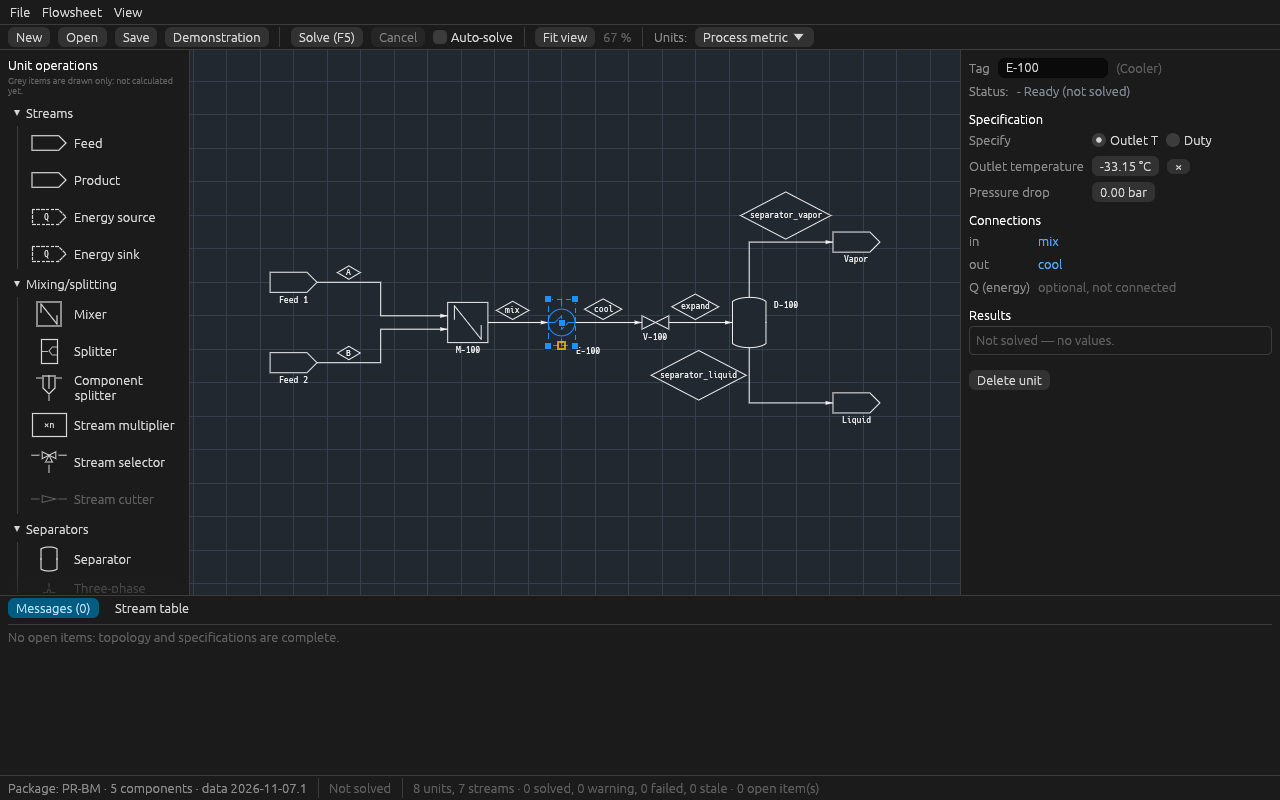 File Flowsheet View
New Open Save Demonstration Solve (F5) Cancel Auto-solve Fit view 67 % Units: Process metric
Unit operations
Grey items are drawn only: not calculated
yet.
Streams
Feed
Product
Q Energy source
Q Energy sink
Mixing/splitting
Mixer
Splitter
Component
splitter
×n Stream multiplier
Stream selector
Stream cutter
Separators
Separator
Three-phase
separator_vapor
Vapor
A
Feed 1
mix
cool
expand
D-100
M-100
E-100
V-100
B
Feed 2
separator_liquid
Liquid
Tag E-100 (Cooler)
Status: - Ready (not solved)
Specification
Specify Outlet T Duty
Outlet temperature -33.15 °C ×
Pressure drop 0.00 bar
Connections
in mix
out cool
Q (energy) optional, not connected
Results
Not solved — no values.
Delete unit
Messages (0) Stream table
No open items: topology and specifications are complete.
Package: PR-BM · 5 components · data 2026-11-07.1 Not solved 8 units, 7 streams · 0 solved, 0 warning, 0 failed, 0 stale · 0 open item(s)